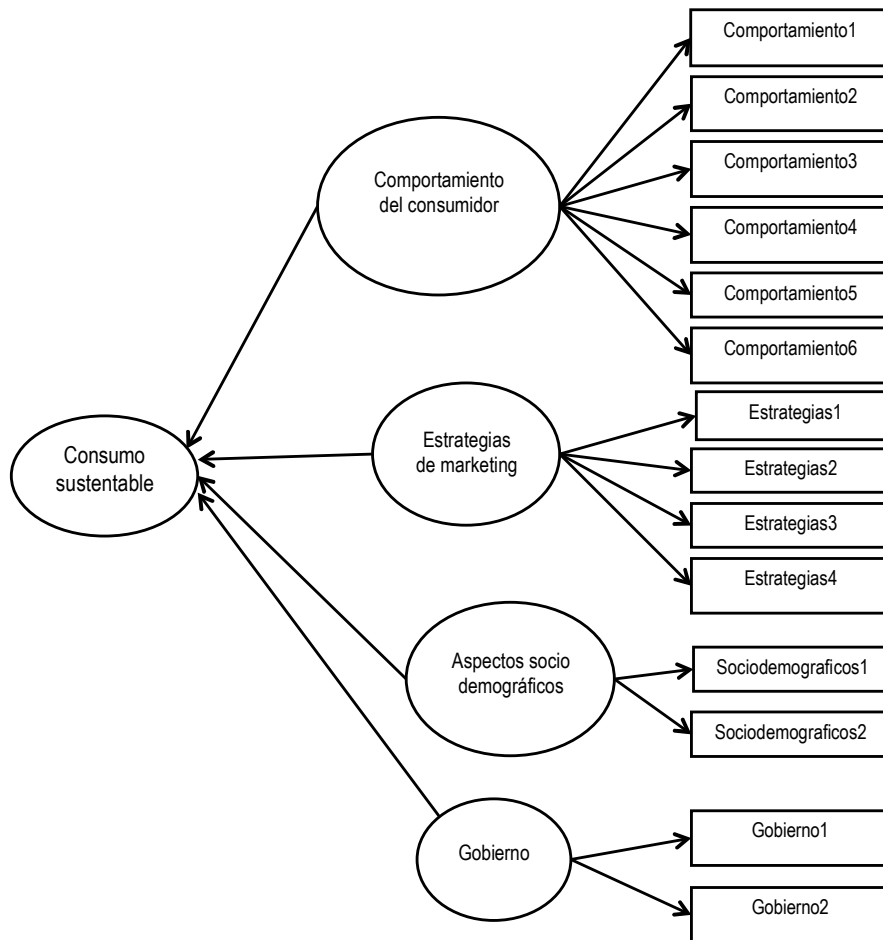 Comportamiento1
Comportamiento2
Comportamiento3
Comportamiento
del consumidor
Comportamiento4
Comportamiento5
Comportamiento6
Estrategias1
Estrategias
de marketing
Consumo
sustentable
Estrategias2
Estrategias3
Estrategias4
Aspectos socio
demográficos
Sociodemograficos1
Sociodemograficos2
Gobierno1
Gobierno
Gobierno2